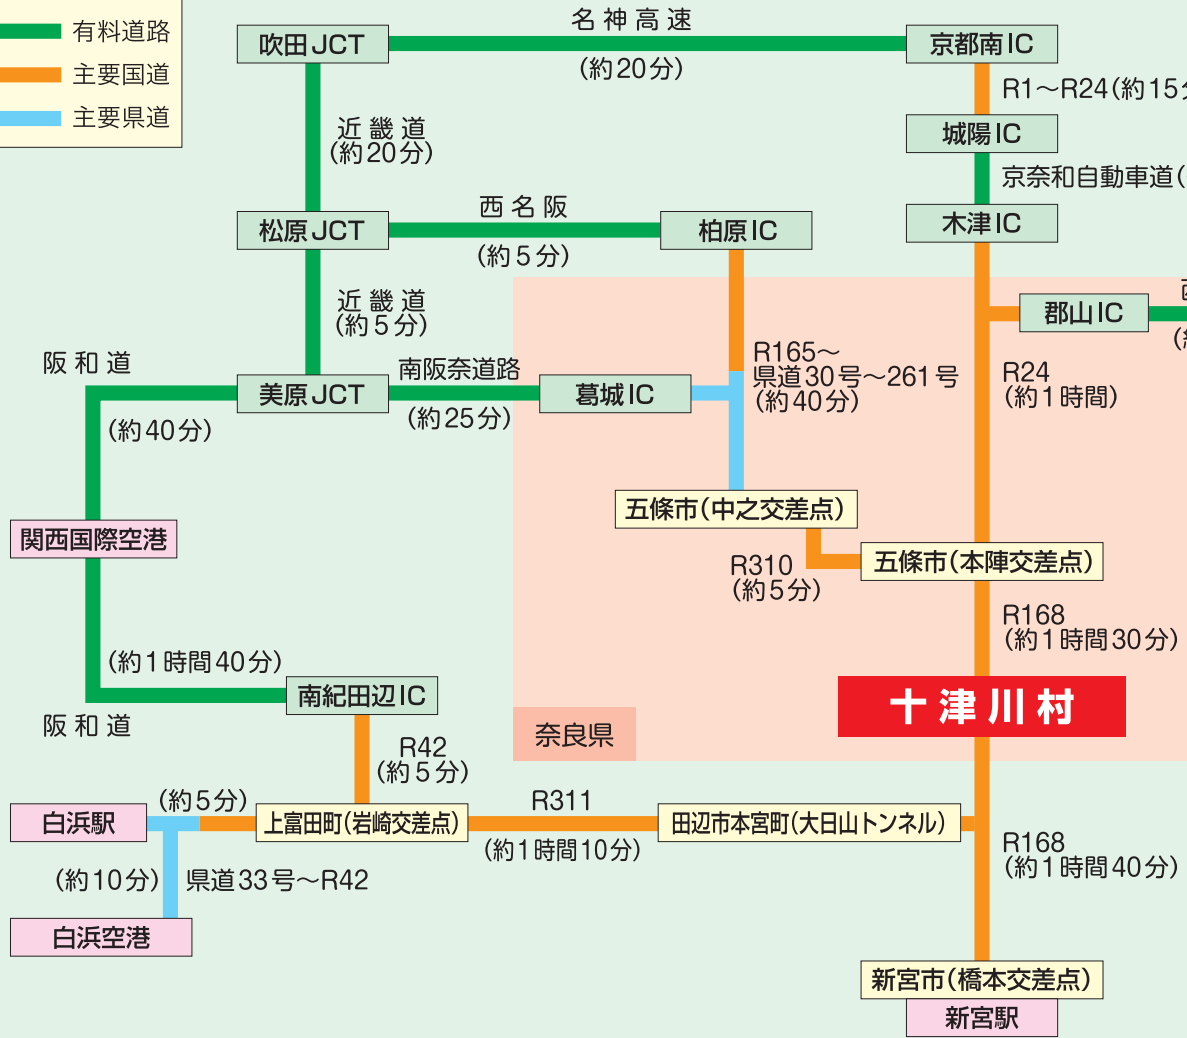 有料道路
主要国道
主要県道
名神高速
吹田JCT
京都南IC
(約20分)
R1～R24(約15分
城陽IC
近畿道
(約20分)
京奈和自動車道(
西名阪
松原JCT
柏原IC
木津IC
(約5分)
近畿道
(約5分)
郡山IC
阪和道
南阪奈道路
R165～
県道30号～261号
(約40分)
R24
(約1時間)
美原JCT
葛城IC
(約40分)
(約25分)
五條市(中之交差点)
関西国際空港
R310
(約5分)
五條市(本陣交差点)
R168
(約1時間30分)
(約1時間40分)
南紀田辺IC
十津川村
阪和道
奈良県
R42
(約5分)
(約5分)
R311
白浜駅
上富田町(岩崎交差点)
田辺市本宮町(大日山トンネル)
(約1時間10分)
R168
(約1時間40分)
(約10分)
県道33号～R42
白浜空港
新宮市(橋本交差点)
新宮駅